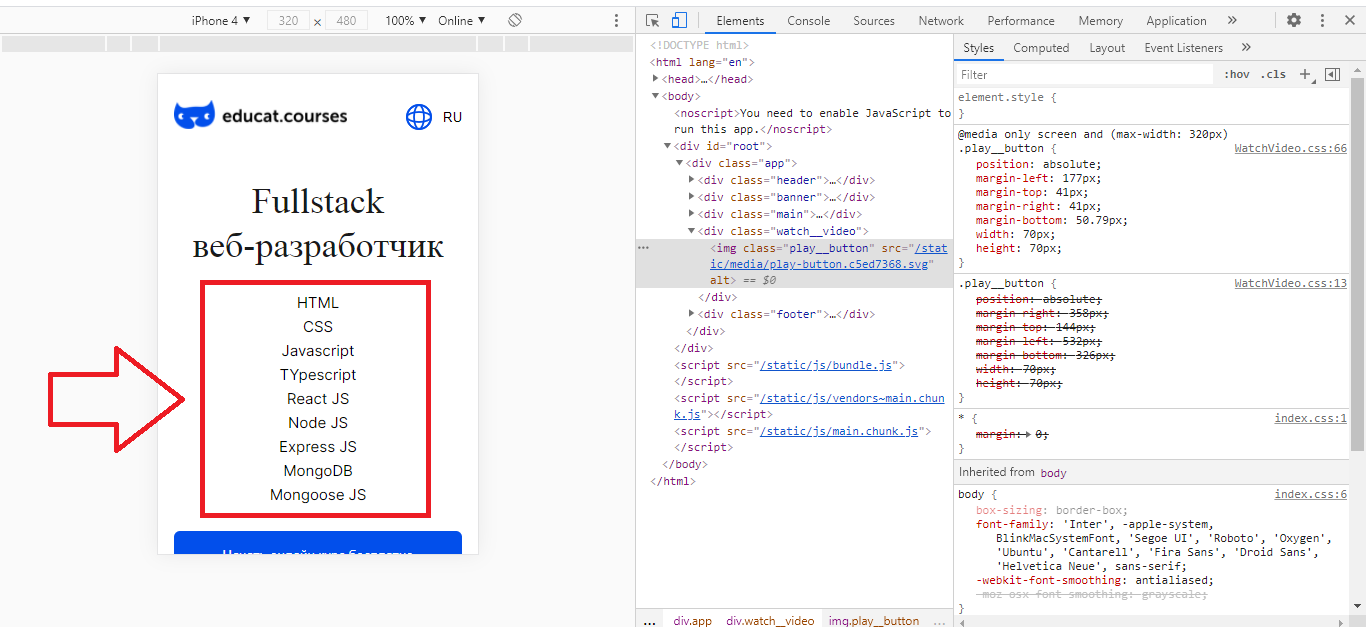 iPhone 4 ▼ 320 × 480 100% ▼ Online ▼
educat.courses
RU
Fullstack
веб-разработчик
HTML
CSS
Javascript
TYpescript
React JS
Node JS
Express JS
MongoDB
Mongoose JS
Elements Console Sources Network Performance Memory Application »
<!DOCTYPE html>
<html lang="en">
<head>…</head>
<body>
<noscript>You need to enable JavaScript to
run this app.</noscript>
<div id="root">
<div class="app">
<div class="header">…</div>
<div class="banner">…</div>
<div class="main">…</div>
<div class="watch__video">
<img class="play__button" src="/stat
ic/media/play-button.c5ed7368.svg"
alt> == $0
</div>
<div class="footer">…</div>
</div>
</div>
<script src="/static/js/bundle.js">
</script>
<script src="/static/js/vendors~main.chun
k.js"></script>
<script src="/static/js/main.chunk.js">
</script>
</body>
</html>
... div.app div.watch__video img.play__button ...
Styles Computed Layout Event Listeners »
Filter :hov .cls +
element.style {
}
@media only screen and (max-width: 320px)
.play__button { WatchVideo.css:66
position: absolute;
margin-left: 177px;
margin-top: 41px;
margin-right: 41px;
margin-bottom: 50.79px;
width: 70px;
height: 70px;
}
.play__button { WatchVideo.css:13
position: absolute;
margin-right: 358px;
margin-top: 144px;
margin-left: 532px;
margin-bottom: 326px;
width: 70px;
height: 70px;
}
* { index.css:1
margin: 0;
}
Inherited from body
body { index.css:6
box-sizing: border-box;
font-family: 'Inter', -apple-system,
BlinkMacSystemFont, 'Segoe UI', 'Roboto', 'Oxygen',
'Ubuntu', 'Cantarell', 'Fira Sans', 'Droid Sans',
'Helvetica Neue', sans-serif;
-webkit-font-smoothing: antialiased;
-moz-osx-font-smoothing: grayscale;
}